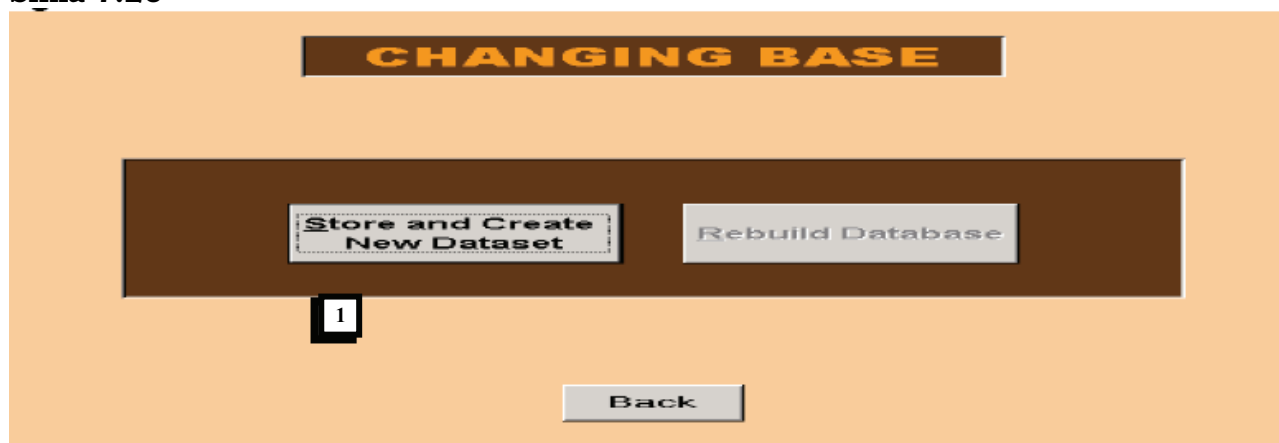 CHANGING BASE
Store and Create
New Dataset
Rebuild Database
1
Back